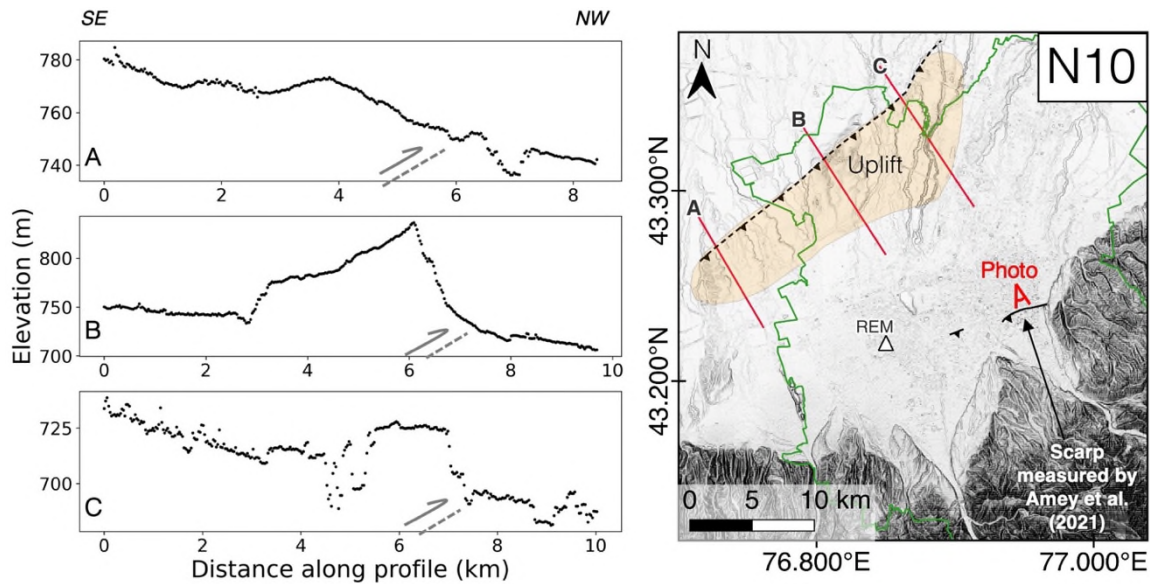 SE
NW
780
760
740
A
0
2
4
6
8
800
750
700
B
0
2
4
6
8
10
725
700
C
0
2
4
6
8
10
Elevation (m)
Distance along profile (km)
N
N10
C
B
A
Uplift
Photo
REM
Scarp
measured by
Amey et al.
(2021)
0 5 10 km
43.300°N
43.200°N
76.800°E
77.000°E